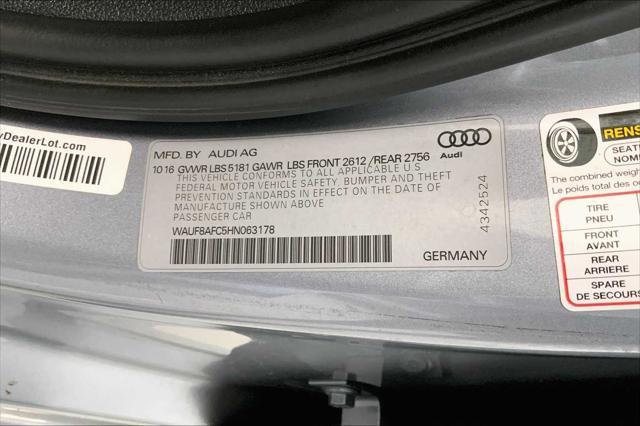 yDealerLot.com
MFD. BY AUDI AG
10 16 GVWR LBS 5181 GAWR LBS FRONT 2612 /REAR 2756
THIS VEHICLE CONFORMS TO ALL APPLICABLE U.S
FEDERAL MOTOR VEHICLE SAFETY, BUMPER AND THEFT
PREVENTION STANDARDS IN EFFECT ON THE DATE OF
MANUFACTURE SHOWN ABOVE
PASSENGER CAR
WAUF8AFC5HN063178
GERMANY
Audi
4342524
RENS
SEAT
NOM
The combined weigh
Le poids total des o
TIRE
PNEU
FRONT
AVANT
REAR
ARRIERE
SPARE
DE SECOURS